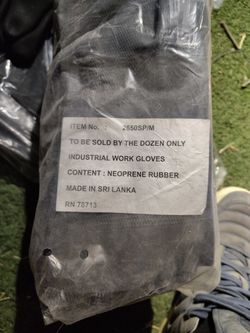 ITEM No. : 2650SP/M
TO BE SOLD BY THE DOZEN ONLY
INDUSTRIAL WORK GLOVES
CONTENT : NEOPRENE RUBBER
MADE IN SRI LANKA
RN 78713